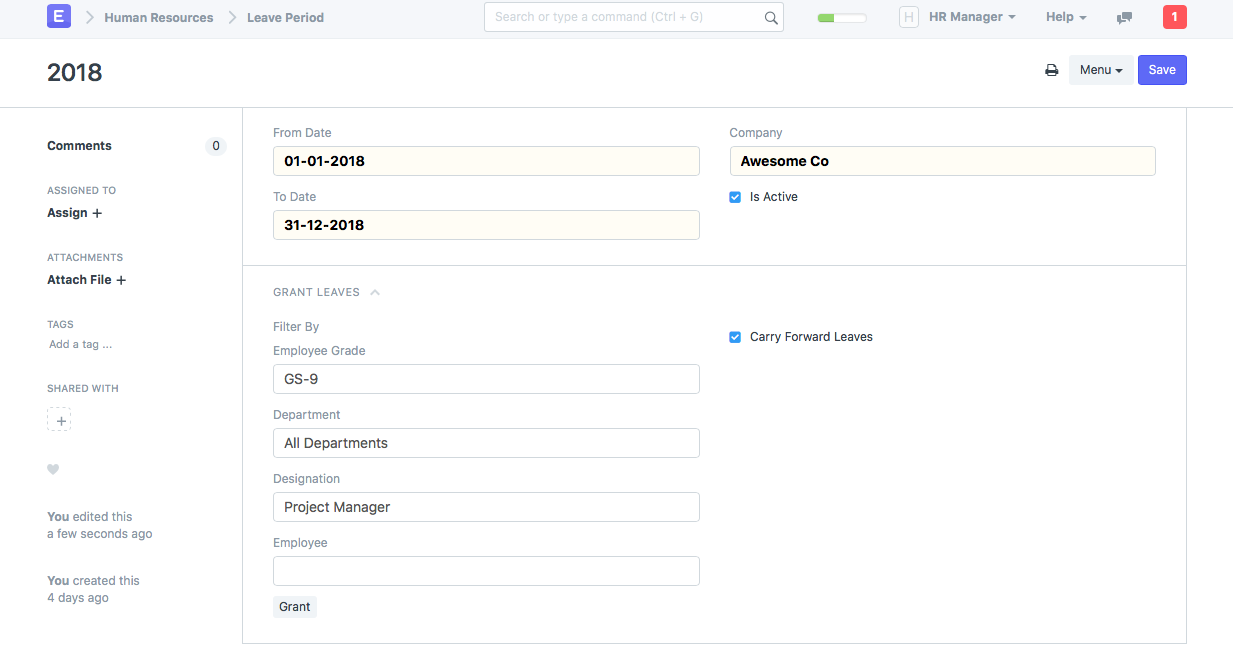 E Human Resources Leave Period Search or type a command (Ctrl + G) H HR Manager Help 1
2018 Menu Save
Comments 0
ASSIGNED TO
Assign +
ATTACHMENTS
Attach File +
TAGS
Add a tag ...
SHARED WITH
+
You edited this
a few seconds ago
You created this
4 days ago
From Date
01-01-2018
To Date
31-12-2018
Company
Awesome Co
Is Active
GRANT LEAVES
Filter By
Employee Grade
GS-9
Department
All Departments
Designation
Project Manager
Employee
Grant
Carry Forward Leaves